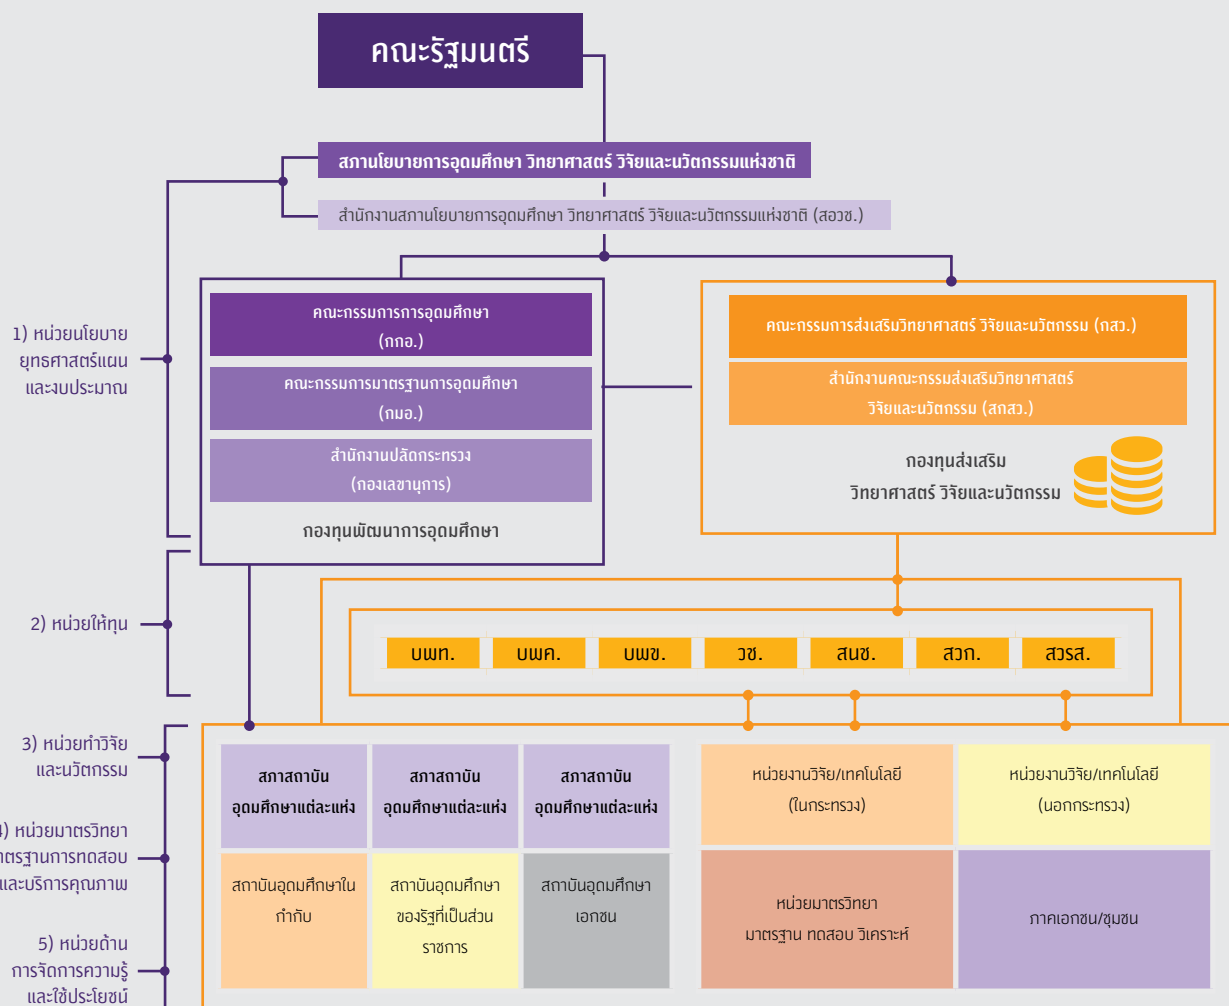 คณะรัฐมนตรี
สภานโยบายการอุดมศึกษา วิทยาศาสตร์ วิจัยและนวัตกรรมแห่งชาติ
สำนักงานสภานโยบายการอุดมศึกษา วิทยาศาสตร์ วิจัยและนวัตกรรมแห่งชาติ (สอวช.)
1) หน่วยนโยบาย
ยุทธศาสตร์แผน
และงบประมาณ
คณะกรรมการการอุดมศึกษา
(กกอ.)
คณะกรรมการมาตรฐานการอุดมศึกษา
(กมอ.)
สำนักงานปลัดกระทรวง
(กองเลขานุการ)
กองทุนพัฒนาการอุดมศึกษา
คณะกรรมการส่งเสริมวิทยาศาสตร์ วิจัยและนวัตกรรม (กสว.)
สำนักงานคณะกรรมส่งเสริมวิทยาศาสตร์
วิจัยและนวัตกรรม (สกสว.)
กองทุนส่งเสริม
วิทยาศาสตร์ วิจัยและนวัตกรรม
2) หน่วยให้ทุน
บพท.
บพค.
บพข.
วช.
สนช.
สวก.
สวรส.
3) หน่วยทำวิจัย
และนวัตกรรม
4) หน่วยมาตรวิทยา
มาตรฐานการทดสอบ
และบริการคุณภาพ
5) หน่วยด้าน
การจัดการความรู้
และใช้ประโยชน์
สภาสถาบัน
อุดมศึกษาแต่ละแห่ง
สภาสถาบัน
อุดมศึกษาแต่ละแห่ง
สภาสถาบัน
อุดมศึกษาแต่ละแห่ง
หน่วยงานวิจัย/เทคโนโลยี
(ในกระทรวง)
หน่วยงานวิจัย/เทคโนโลยี
(นอกกระทรวง)
สถาบันอุดมศึกษาใน
กำกับ
สถาบันอุดมศึกษา
ของรัฐที่เป็นส่วน
ราชการ
สถาบันอุดมศึกษา
เอกชน
หน่วยมาตรวิทยา
มาตรฐาน ทดสอบ วิเคราะห์
ภาคเอกชน/ชุมชน